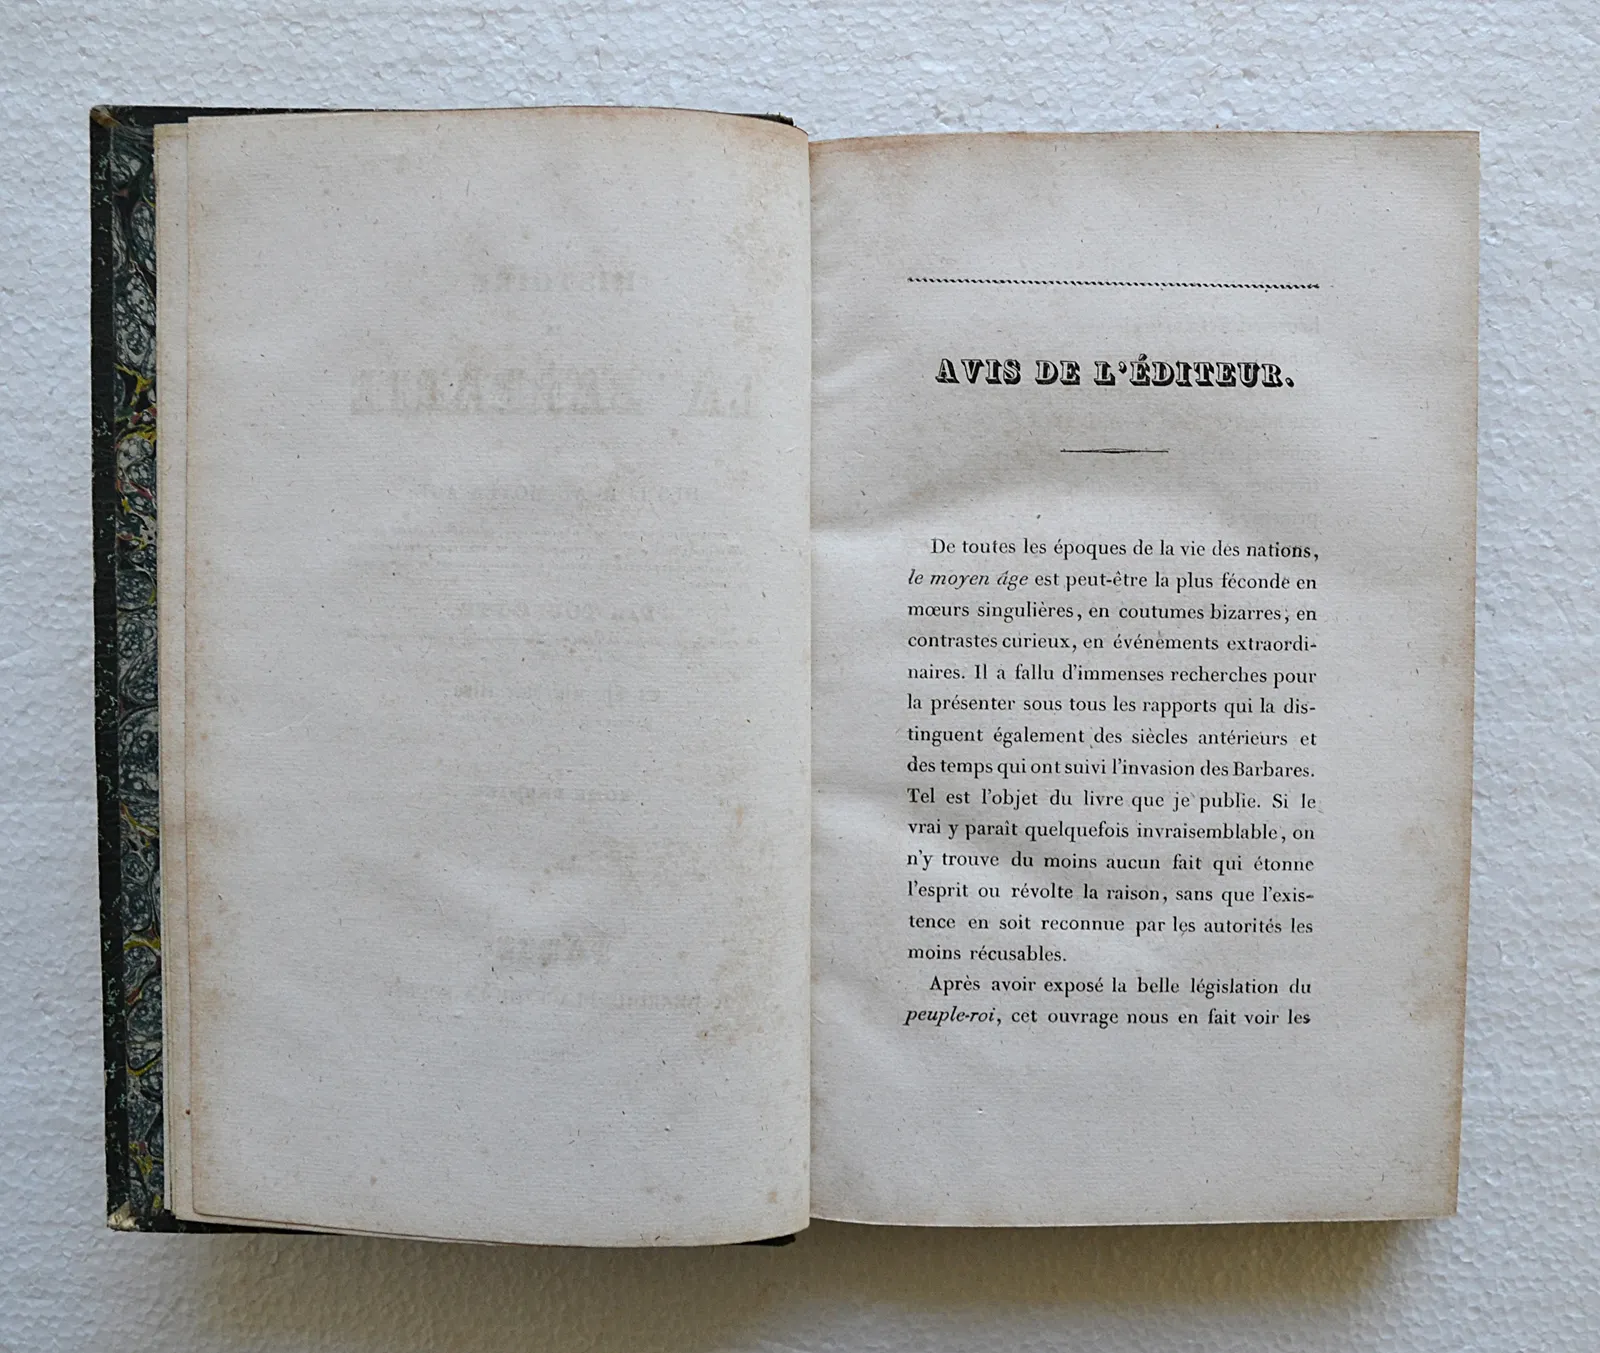 AVIS DE L'ÉDITEUR.
De toutes les époques de la vie des nations,
le moyen âge est peut-être la plus féconde en
mœurs singulières, en coutumes bizarres, en
contrastes curieux, en événements extraordi-
naires. Il a fallu d'immenses recherches pour
la présenter sous tous les rapports qui la dis-
tinguent également des siècles antérieurs et
des temps qui ont suivi l'invasion des Barbares.
Tel est l'objet du livre que je publie. Si le
vrai y paraît quelquefois invraisemblable, on
n'y trouve du moins aucun fait qui étonne
l'esprit ou révolte la raison, sans que l'exis-
tence en soit reconnue par les autorités les
moins récusables.
Après avoir exposé la belle législation du
peuple-roi, cet ouvrage nous en fait voir les